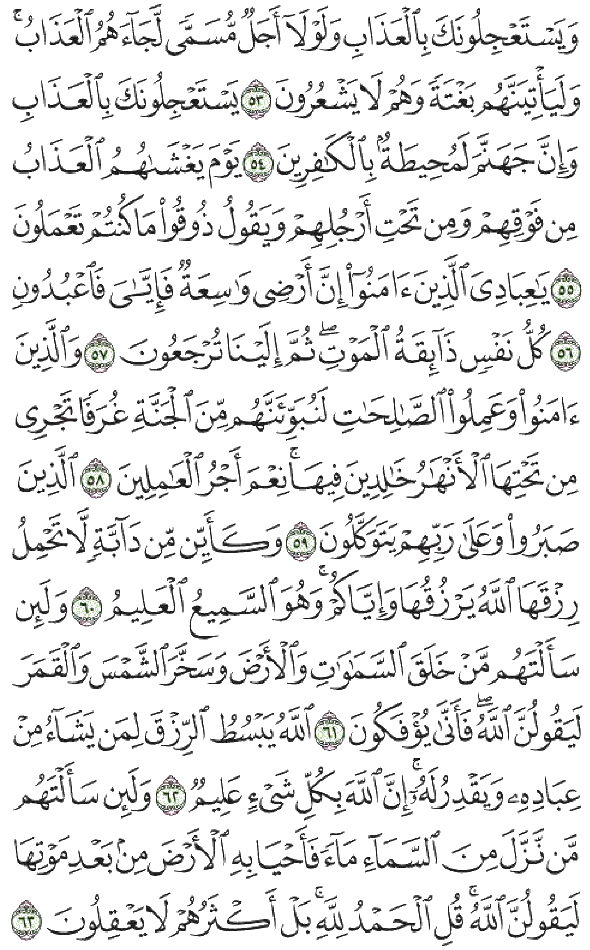 وَيَسْتَعْجِلُونَكَ بِٱلْعَذَابِ وَلَوْلَآ أَجَلٌ مُّسَمًّى لَّجَآءَهُمُ ٱلْعَذَابُ ۚ
وَلَيَأْتِيَنَّهُم بَغْتَةً وَهُمْ لَا يَشْعُرُونَ ٥٣ يَسْتَعْجِلُونَكَ بِٱلْعَذَابِ
وَإِنَّ جَهَنَّمَ لَمُحِيطَةٌۢ بِٱلْكَٰفِرِينَ ٥٤ يَوْمَ يَغْشَىٰهُمُ ٱلْعَذَابُ
مِن فَوْقِهِمْ وَمِن تَحْتِ أَرْجُلِهِمْ وَيَقُولُ ذُوقُوا۟ مَا كُنتُمْ تَعْمَلُونَ
٥٥ يَٰعِبَادِىَ ٱلَّذِينَ ءَامَنُوٓا۟ إِنَّ أَرْضِى وَٰسِعَةٌ فَإِيَّٰىَ فَٱعْبُدُونِ
٥٦ كُلُّ نَفْسٍ ذَآئِقَةُ ٱلْمَوْتِ ۖ ثُمَّ إِلَيْنَا تُرْجَعُونَ ٥٧ وَٱلَّذِينَ
ءَامَنُوا۟ وَعَمِلُوا۟ ٱلصَّٰلِحَٰتِ لَنُبَوِّئَنَّهُم مِّنَ ٱلْجَنَّةِ غُرَفًا تَجْرِى
مِن تَحْتِهَا ٱلْأَنْهَٰرُ خَٰلِدِينَ فِيهَا ۚ نِعْمَ أَجْرُ ٱلْعَٰمِلِينَ ٥٨ ٱلَّذِينَ
صَبَرُوا۟ وَعَلَىٰ رَبِّهِمْ يَتَوَكَّلُونَ ٥٩ وَكَأَيِّن مِّن دَآبَّةٍ لَّا تَحْمِلُ
رِزْقَهَا ٱللَّهُ يَرْزُقُهَا وَإِيَّاكُمْ ۚ وَهُوَ ٱلسَّمِيعُ ٱلْعَلِيمُ ٦٠ وَلَئِن
سَأَلْتَهُم مَّنْ خَلَقَ ٱلسَّمَٰوَٰتِ وَٱلْأَرْضَ وَسَخَّرَ ٱلشَّمْسَ وَٱلْقَمَرَ
لَيَقُولُنَّ ٱللَّهُ ۖ فَأَنَّىٰ يُؤْفَكُونَ ٦١ ٱللَّهُ يَبْسُطُ ٱلرِّزْقَ لِمَن يَشَآءُ مِنْ
عِبَادِهِۦ وَيَقْدِرُ لَهُۥٓ ۚ إِنَّ ٱللَّهَ بِكُلِّ شَىْءٍ عَلِيمٌ ٦٢ وَلَئِن سَأَلْتَهُم
مَّن نَّزَّلَ مِنَ ٱلسَّمَآءِ مَآءً فَأَحْيَا بِهِ ٱلْأَرْضَ مِنۢ بَعْدِ مَوْتِهَا
لَيَقُولُنَّ ٱللَّهُ ۚ قُلِ ٱلْحَمْدُ لِلَّهِ ۚ بَلْ أَكْثَرُهُمْ لَا يَعْقِلُونَ ٦٣